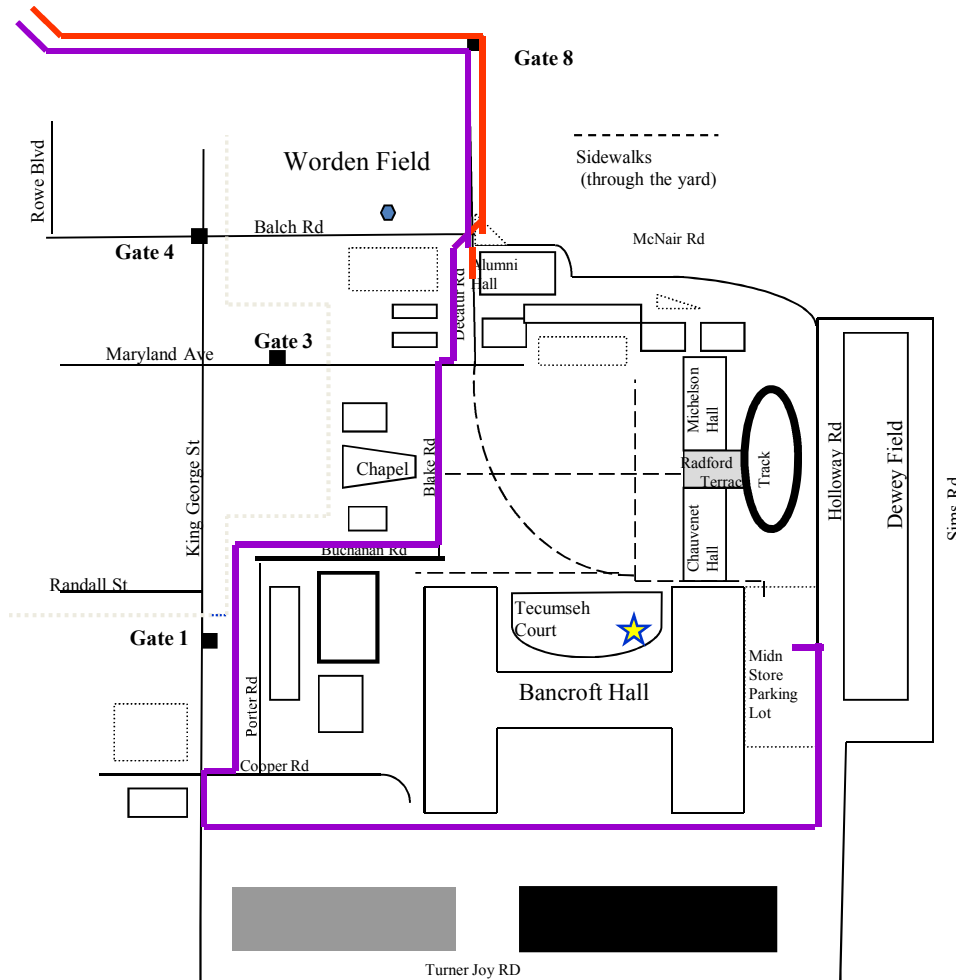 Gate 8
Rowe Blvd
Worden Field
Sidewalks
(through the yard)
Balch Rd
Gate 4
McNair Rd
Alumni
Hall
Decatur Rd
Gate 3
Maryland Ave
Michelson
Hall
Chapel
Blake Rd
Radford
Terrac
Track
Holloway Rd
Dewey Field
Sims Rd
King George St
Chauvenet
Hall
Buchanan Rd
Randall St
Tecumseh
Court
Gate 1
Midn
Store
Parking
Lot
Bancroft Hall
Porter Rd
Cooper Rd
Turner Joy RD